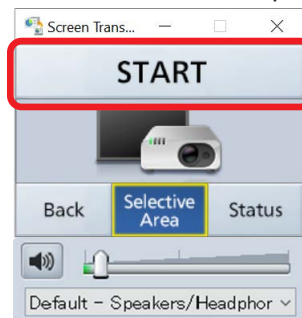 Screen Trans...
START
Back
Selective
Area
Status
Default - Speakers/Headphor